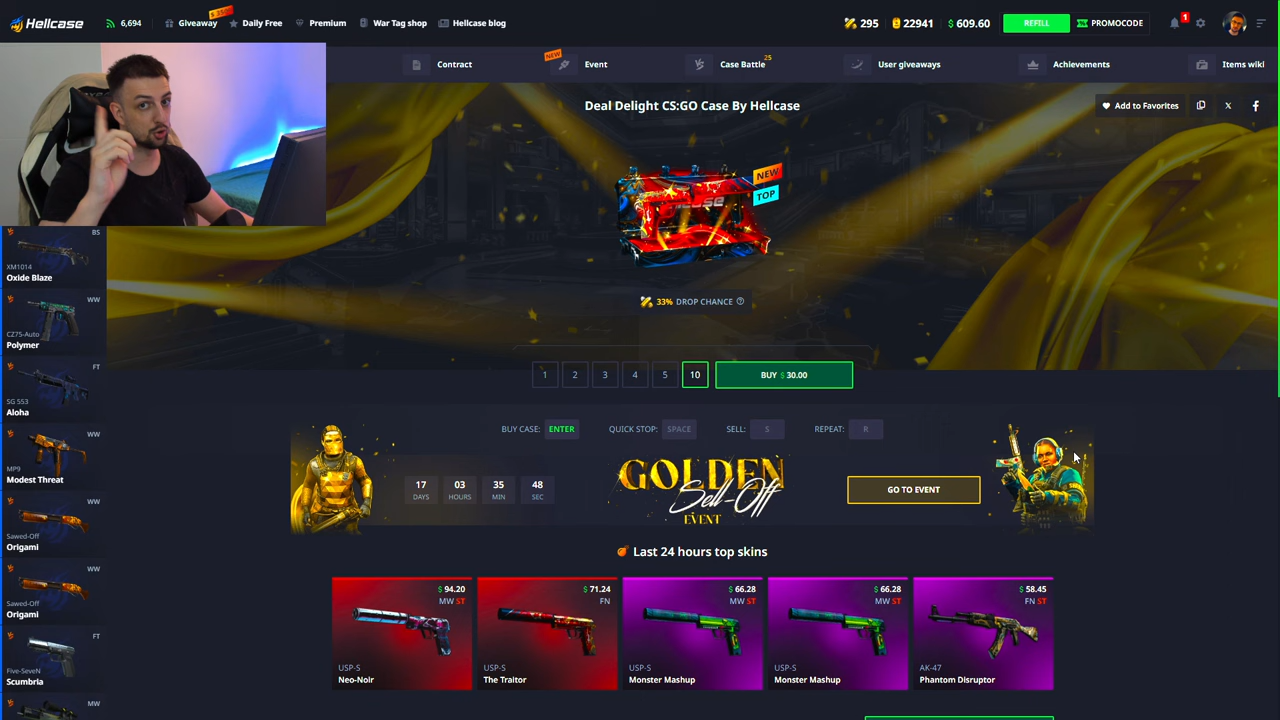 Hellcase
6,694
Giveaway
Daily Free
Premium
War Tag shop
Hellcase blog
295
22941
$ 609.60
REFILL
PROMOCODE
1
Contract
NEW
Event
Case Battle
25
User giveaways
Achievements
Items wiki
Deal Delight CS:GO Case By Hellcase
Add to Favorites
NEW
TOP
33% DROP CHANCE
1
2
3
4
5
10
BUY $ 30.00
BUY CASE: ENTER
QUICK STOP: SPACE
SELL: S
REPEAT: R
17
DAYS
03
HOURS
35
MIN
48
SEC
GOLDEN
Sell-Off
EVENT
GO TO EVENT
Last 24 hours top skins
$ 94.20
MW ST
USP-S
Neo-Noir
$ 71.24
FN
USP-S
The Traitor
$ 66.28
MW ST
USP-S
Monster Mashup
$ 66.28
MW ST
USP-S
Monster Mashup
$ 58.45
FN ST
AK-47
Phantom Disruptor
BS
XM1014
Oxide Blaze
WW
CZ75-Auto
Polymer
FT
SG 553
Aloha
WW
MP9
Modest Threat
WW
Sawed-Off
Origami
WW
Sawed-Off
Origami
FT
Five-SeveN
Scumbria
MW